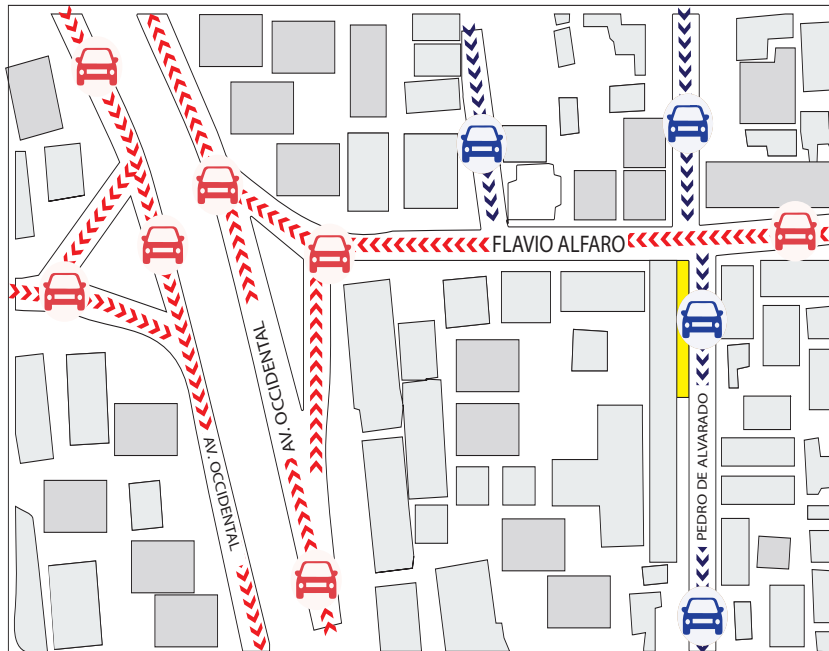 FLAVIO ALFARO
AV. OCCIDENTAL
AV. OCCIDENTAL
PEDRO DE ALVARADO